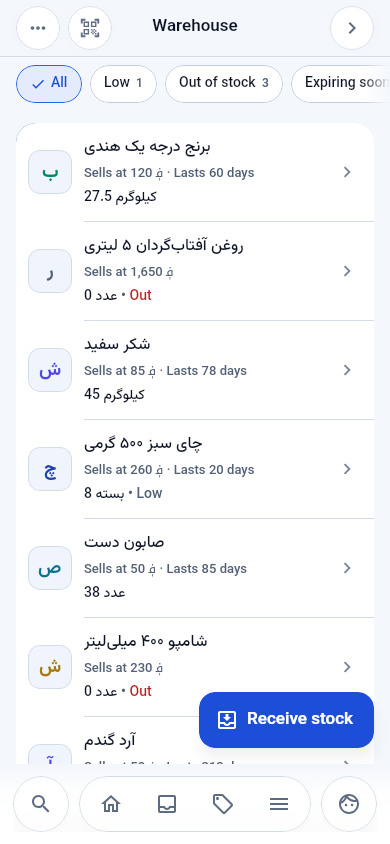 Warehouse
All
Low 1
Out of stock 3
Expiring soon
برنج درجه یک هندی
Sells at 120 ؋ · Lasts 60 days
27.5 کیلوگرم
ب
روغن آفتاب‌گردان ۵ لیتری
Sells at 1,650 ؋
0 عدد • Out
ر
شکر سفید
Sells at 85 ؋ · Lasts 78 days
45 کیلوگرم
ش
چای سبز ۵۰۰ گرمی
Sells at 260 ؋ · Lasts 20 days
8 بسته • Low
چ
صابون دست
Sells at 50 ؋ · Lasts 85 days
38 عدد
ص
شامپو ۴۰۰ میلی‌لیتر
Sells at 230 ؋
0 عدد • Out
ش
آرد گندم
آ
Receive stock